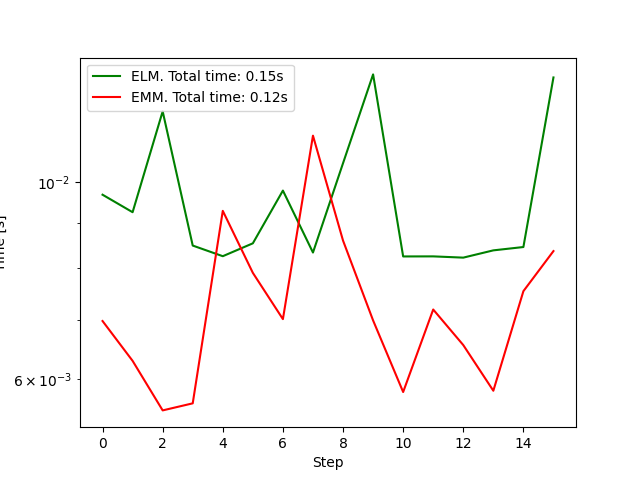 ELM. Total time: 0.15s
EMM. Total time: 0.12s
10⁻²
6 × 10⁻³
[s]
0 2 4 6 8 10 12 14
Step